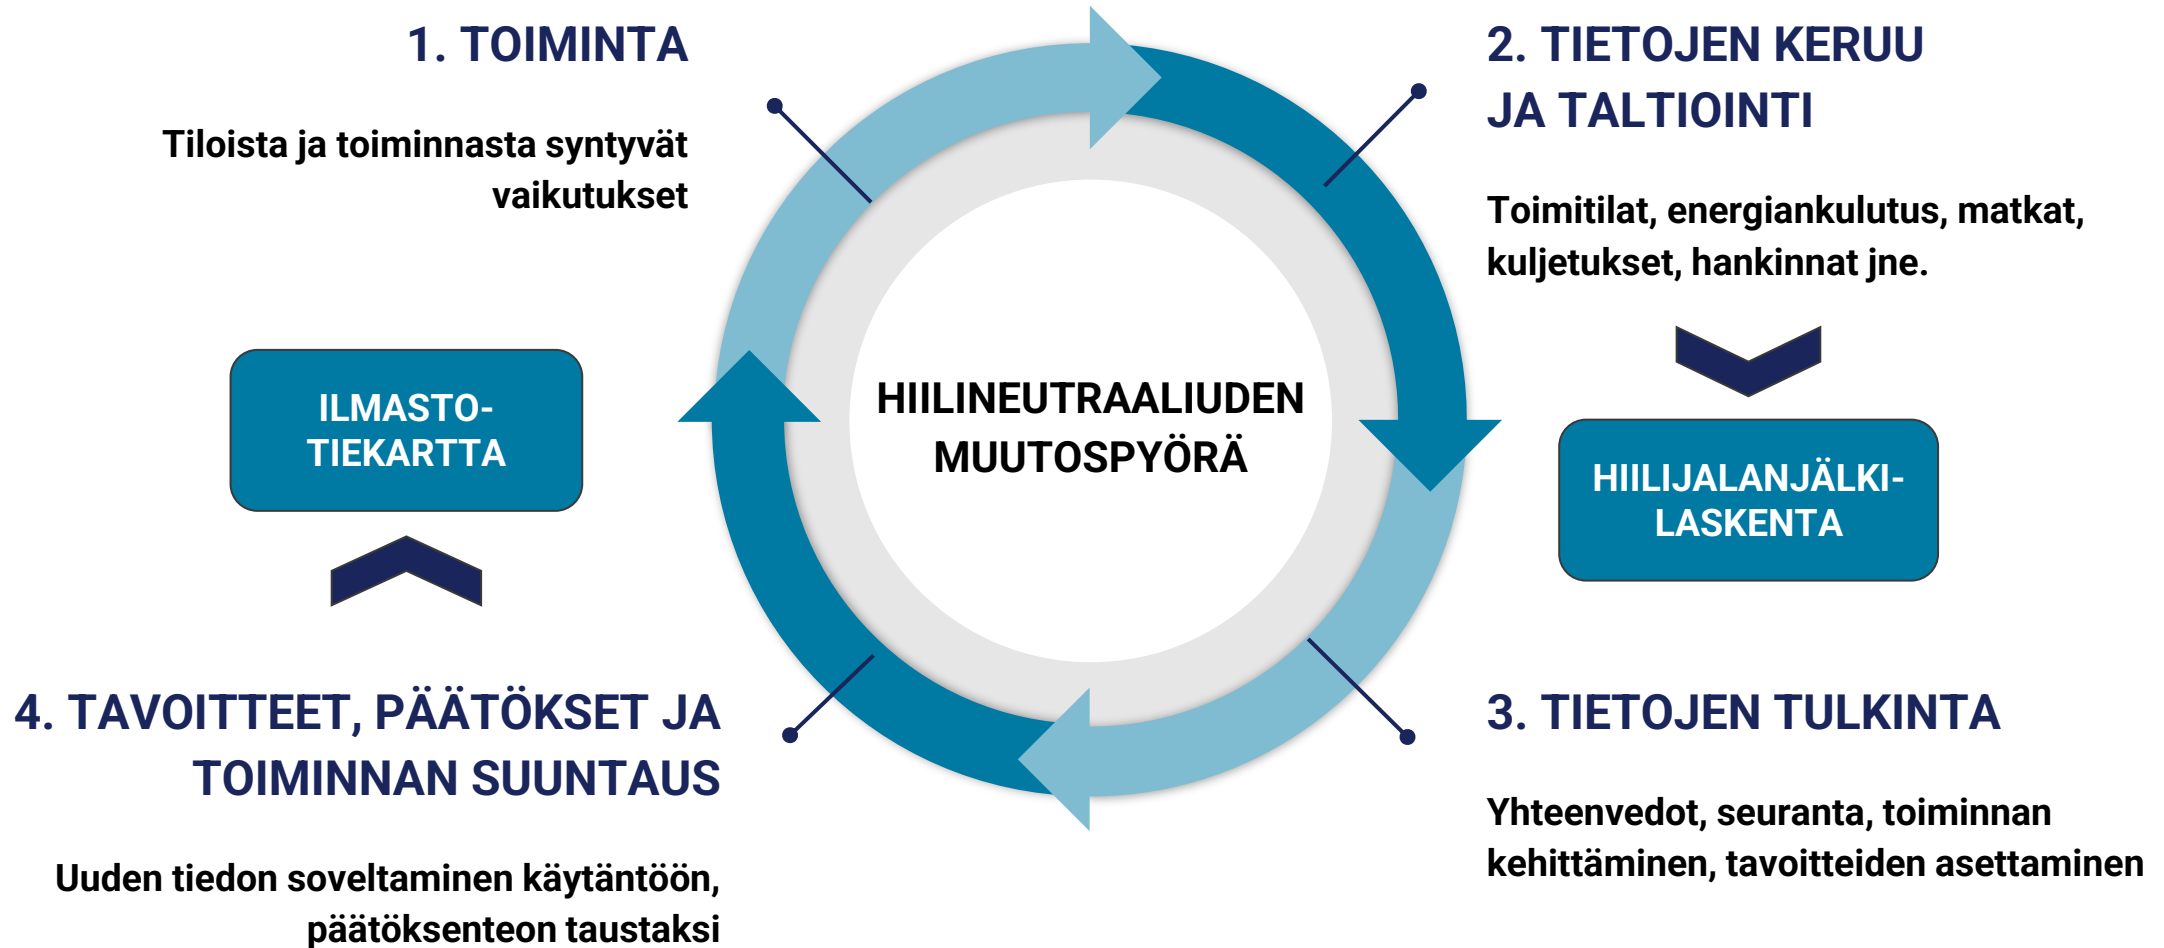 1. TOIMINTA
Tiloista ja toiminnasta syntyvät
vaikutukset
2. TIETOJEN KERUU
JA TALTIOINTI
Toimitilat, energiankulutus, matkat,
kuljetukset, hankinnat jne.
HIILINEUTRAALIUDEN
MUUTOSPYÖRÄ
ILMASTO-
TIEKARTTA
HIILIJALANJÄLKI-
LASKENTA
3. TIETOJEN TULKINTA
Yhteenvedot, seuranta, toiminnan
kehittäminen, tavoitteiden asettaminen
4. TAVOITTEET, PÄÄTÖKSET JA
TOIMINNAN SUUNTAUS
Uuden tiedon soveltaminen käytäntöön,
päätöksenteon taustaksi